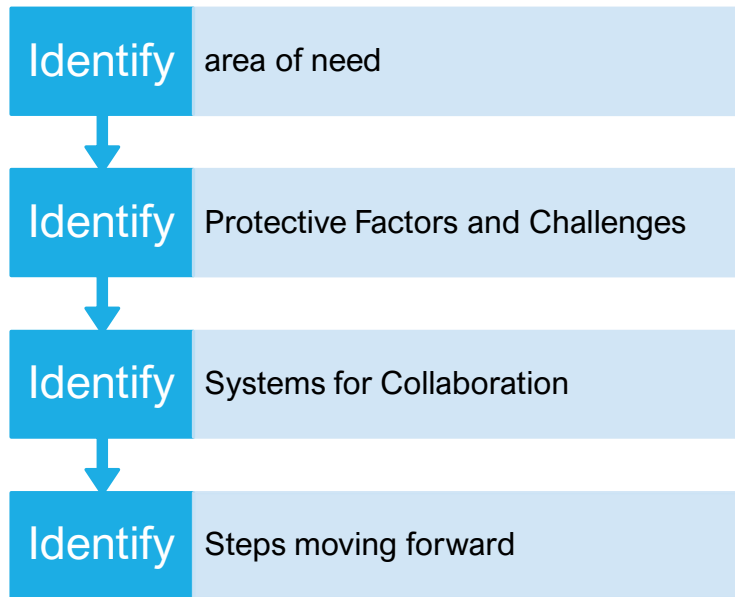 Identify area of need
Identify Protective Factors and Challenges
Identify Systems for Collaboration
Identify Steps moving forward